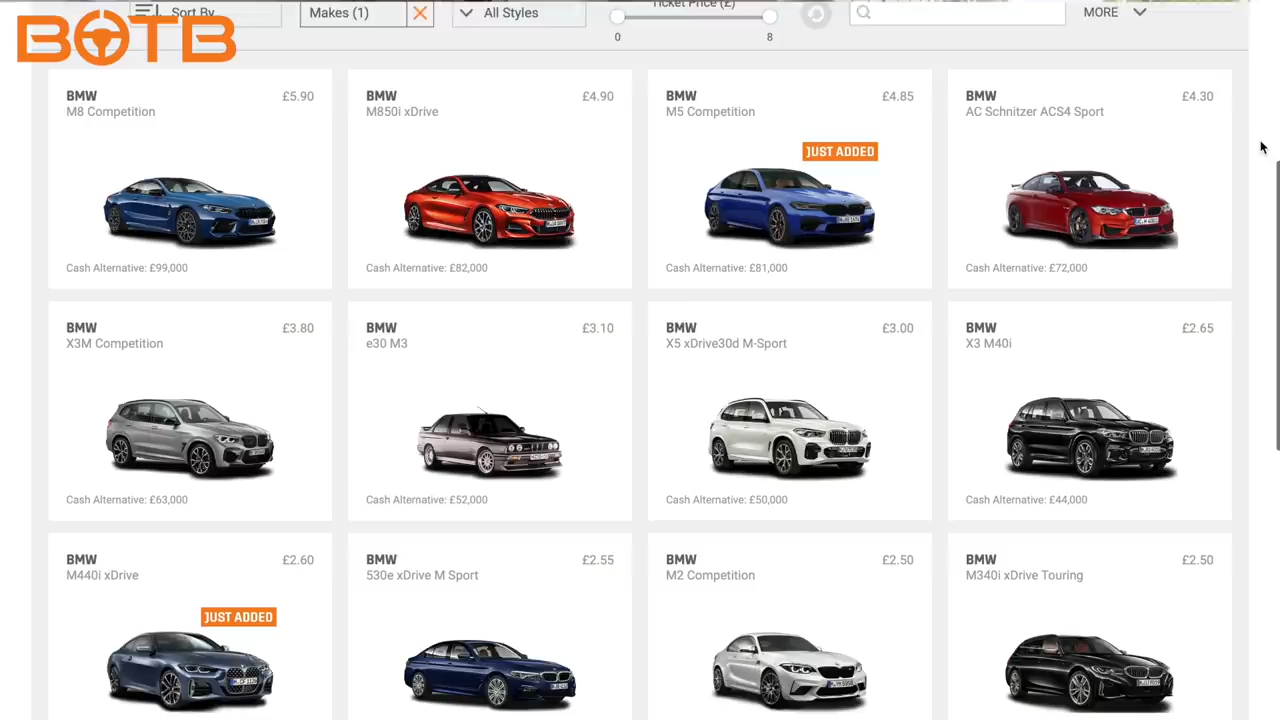 Sort By
Makes (1)
All Styles
Ticket Price (£)
0
8
MORE
BOTB
BMW
£5.90
M8 Competition
Cash Alternative: £99,000
BMW
£4.90
M850i xDrive
Cash Alternative: £82,000
BMW
£4.85
M5 Competition
JUST ADDED
Cash Alternative: £81,000
BMW
£4.30
AC Schnitzer ACS4 Sport
Cash Alternative: £72,000
BMW
£3.80
X3M Competition
Cash Alternative: £63,000
BMW
£3.10
e30 M3
Cash Alternative: £52,000
BMW
£3.00
X5 xDrive30d M-Sport
Cash Alternative: £50,000
BMW
£2.65
X3 M40i
Cash Alternative: £44,000
BMW
£2.60
M440i xDrive
JUST ADDED
BMW
£2.55
530e xDrive M Sport
BMW
£2.50
M2 Competition
BMW
£2.50
M340i xDrive Touring